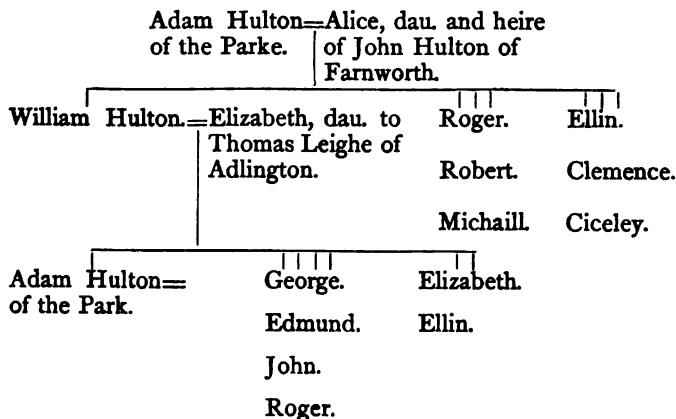 Adam Hulton=Alice, dau. and heire
of the Parke. of John Hulton of
Farnworth.
William Hulton.=Elizabeth, dau. to Roger. Ellin.
Thomas Leighe of
Adlington. Robert. Clemence.
Michaill. Ciceley.
Adam Hulton= George. Elizabeth.
of the Park.
Edmund. Ellin.
John.
Roger.